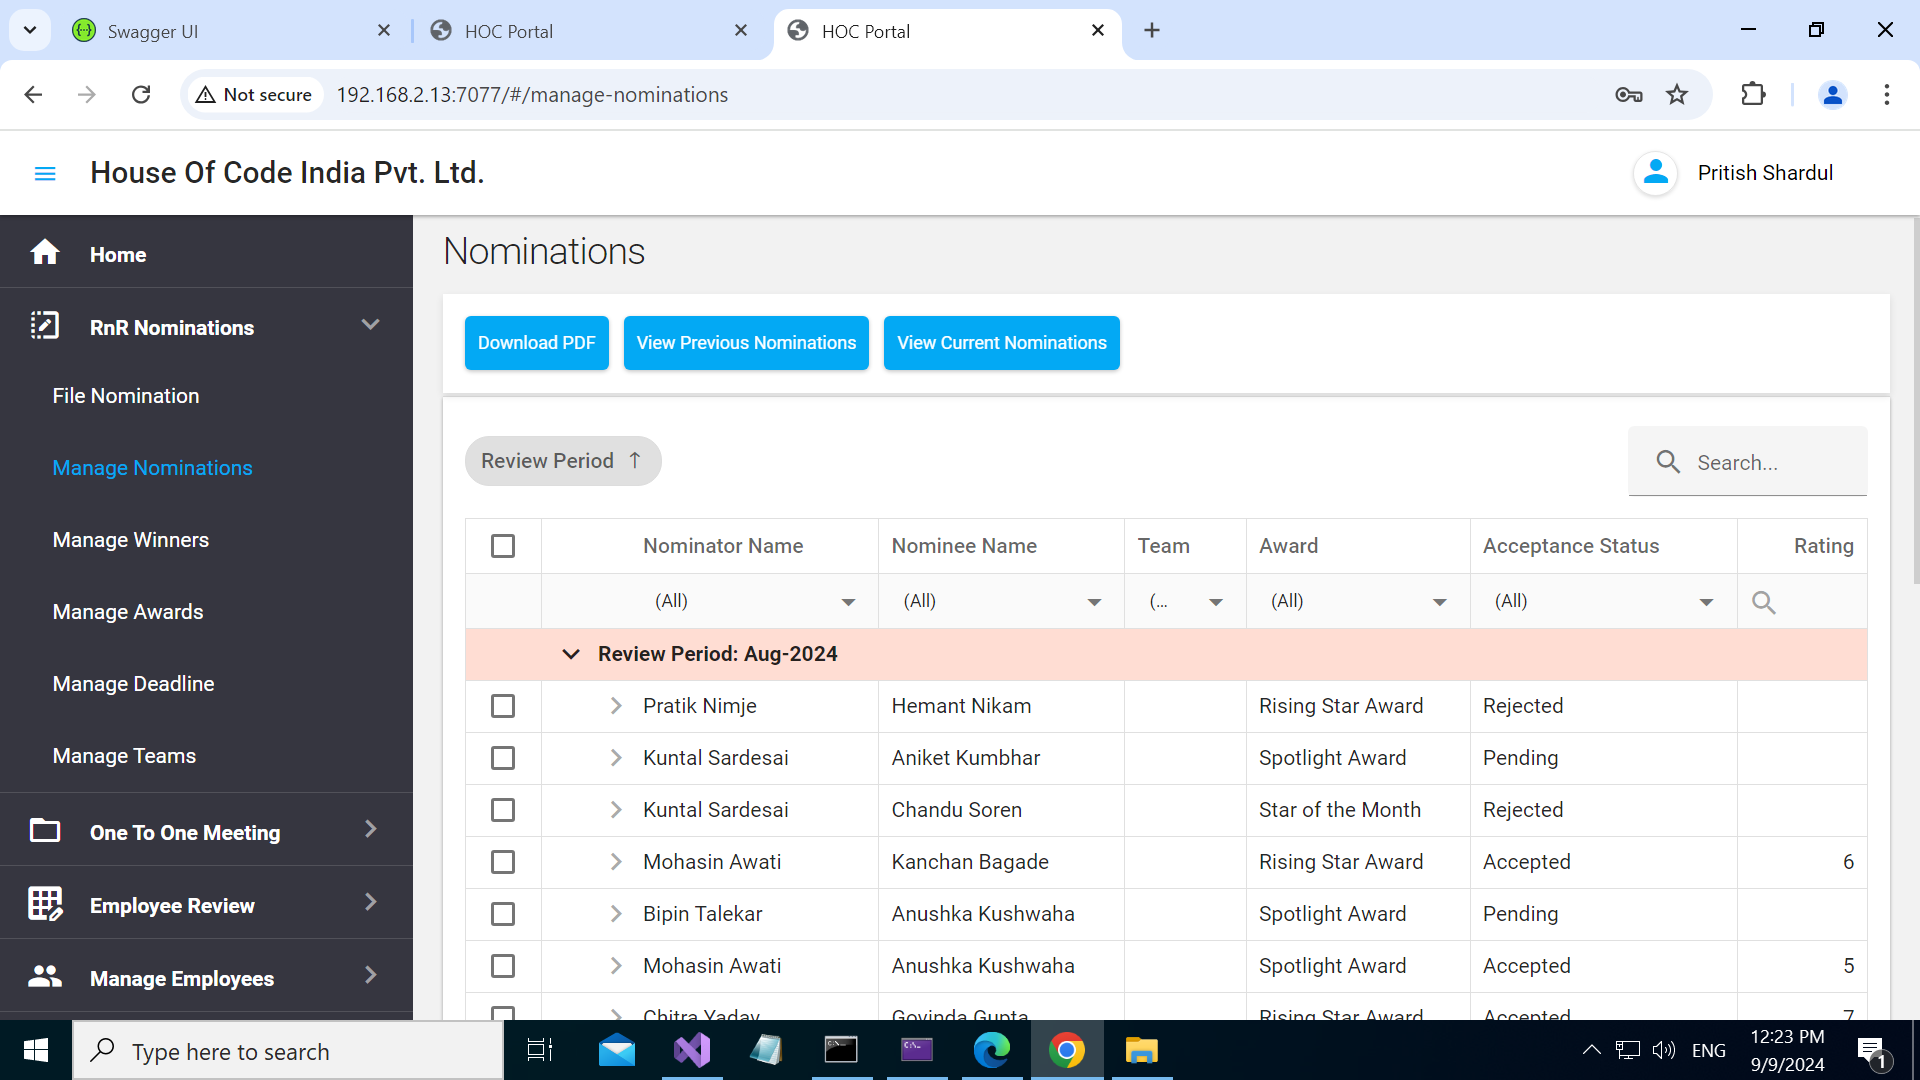 Swagger UI
HOC Portal
HOC Portal
Not secure
192.168.2.13:7077/#/manage-nominations
House Of Code India Pvt. Ltd.
Pritish Shardul
Home
RnR Nominations
File Nomination
Manage Nominations
Manage Winners
Manage Awards
Manage Deadline
Manage Teams
One To One Meeting
Employee Review
Manage Employees
Nominations
Download PDF
View Previous Nominations
View Current Nominations
Review Period ↑
Search...
Nominator Name Nominee Name Team Award Acceptance Status Rating
(All) (All) (... (All) (All)
Review Period: Aug-2024
Pratik Nimje Hemant Nikam Rising Star Award Rejected
Kuntal Sardesai Aniket Kumbhar Spotlight Award Pending
Kuntal Sardesai Chandu Soren Star of the Month Rejected
Mohasin Awati Kanchan Bagade Rising Star Award Accepted 6
Bipin Talekar Anushka Kushwaha Spotlight Award Pending
Mohasin Awati Anushka Kushwaha Spotlight Award Accepted 5
Chitra Yadav Govinda Gupta Rising Star Award Accepted 7
Type here to search
ENG
12:23 PM
9/9/2024
1